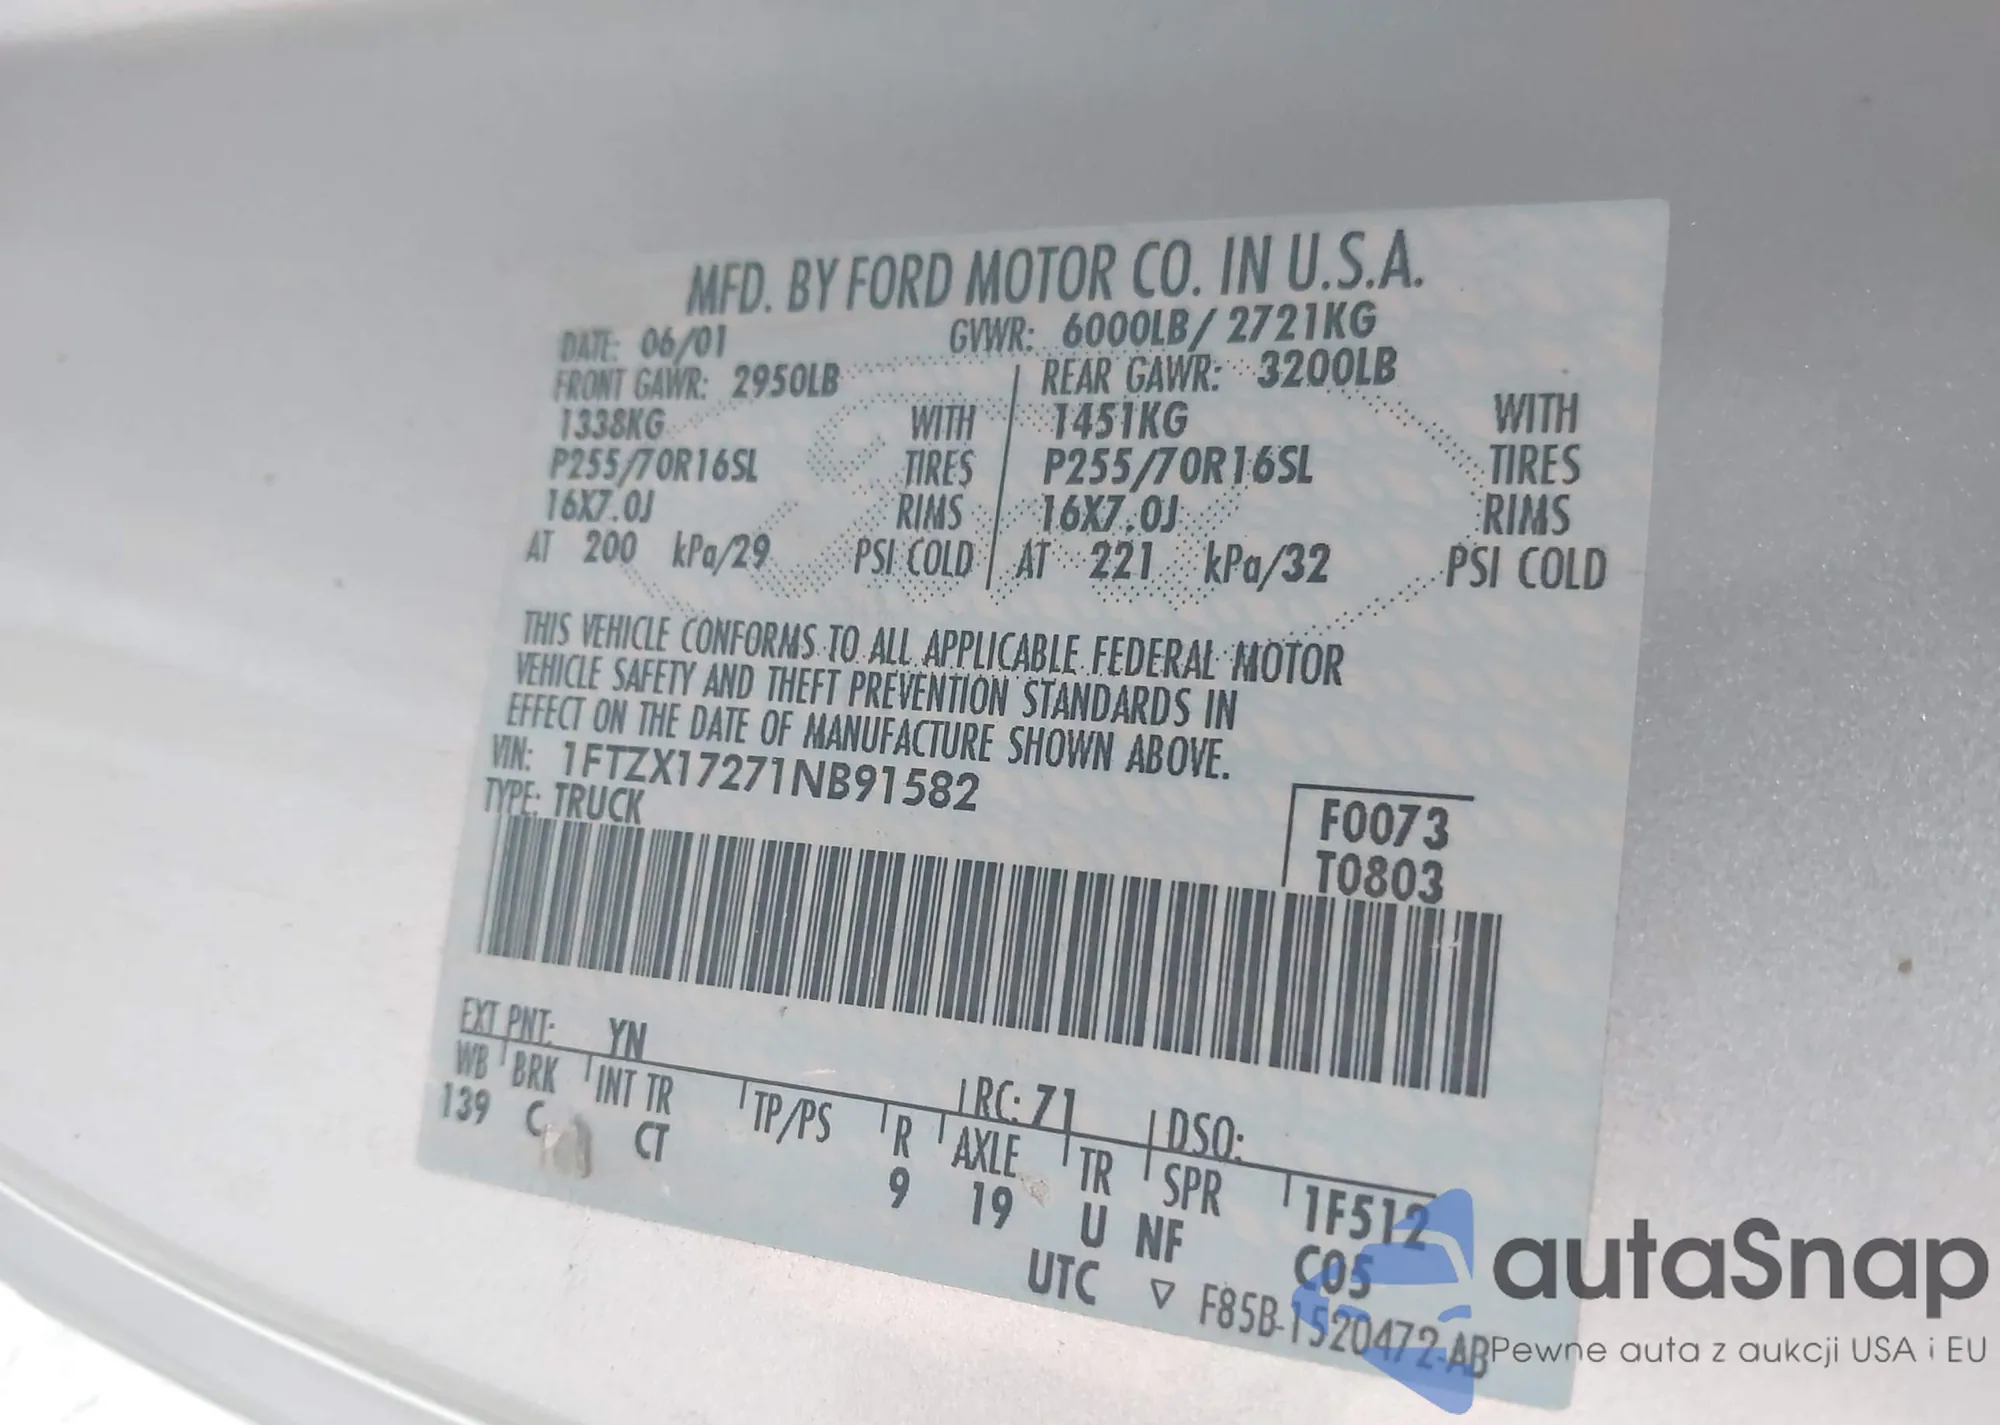 MFD. BY FORD MOTOR CO. IN U.S.A.
DATE: 06/01 GVWR: 6000LB/ 2721KG
FRONT GAWR: 2950LB REAR GAWR: 3200LB
1338KG WITH 1451KG WITH
P255/70R16SL TIRES P255/70R16SL TIRES
16X7.0J RIMS 16X7.0J RIMS
AT 200 kPa/29 PSI COLD AT 221 kPa/32 PSI COLD
THIS VEHICLE CONFORMS TO ALL APPLICABLE FEDERAL MOTOR
VEHICLE SAFETY AND THEFT PREVENTION STANDARDS IN
EFFECT ON THE DATE OF MANUFACTURE SHOWN ABOVE.
VIN: 1FTZX17271NB91582
TYPE: TRUCK
F0073
T0803
EXT PNT: YN RC: 71 DSO:
WB BRK INT TR TP/PS R AXLE TR SPR 1F512
139 C CT 9 19 U NF C05
UTC ▽ F85B-1520472-AB
autaSnap
Pewne auta z aukcji USA i EU